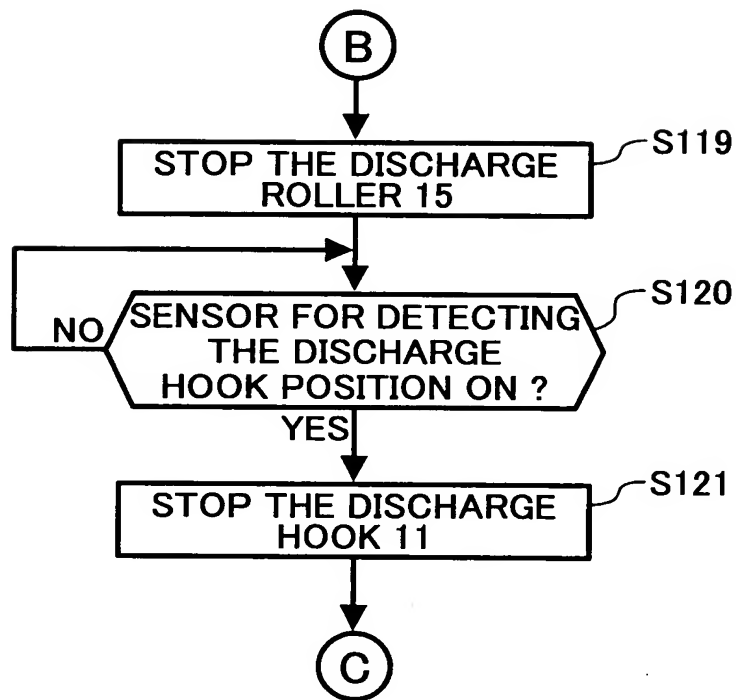 B
STOP THE DISCHARGE
ROLLER 15
S119
SENSOR FOR DETECTING
THE DISCHARGE
HOOK POSITION ON ?
S120
NO
YES
STOP THE DISCHARGE
HOOK 11
S121
C